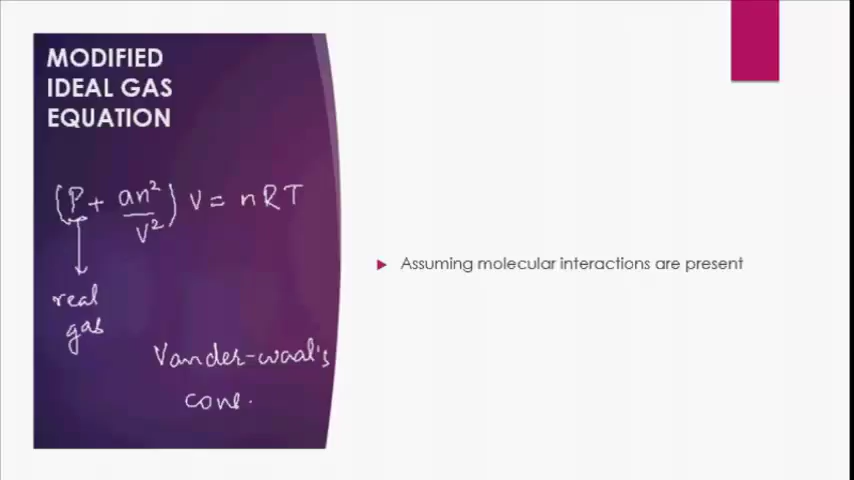 MODIFIED
IDEAL GAS
EQUATION
(P + an²/V²) V = nRT
real
gas
Vander-waal's
cons.
Assuming molecular interactions are present